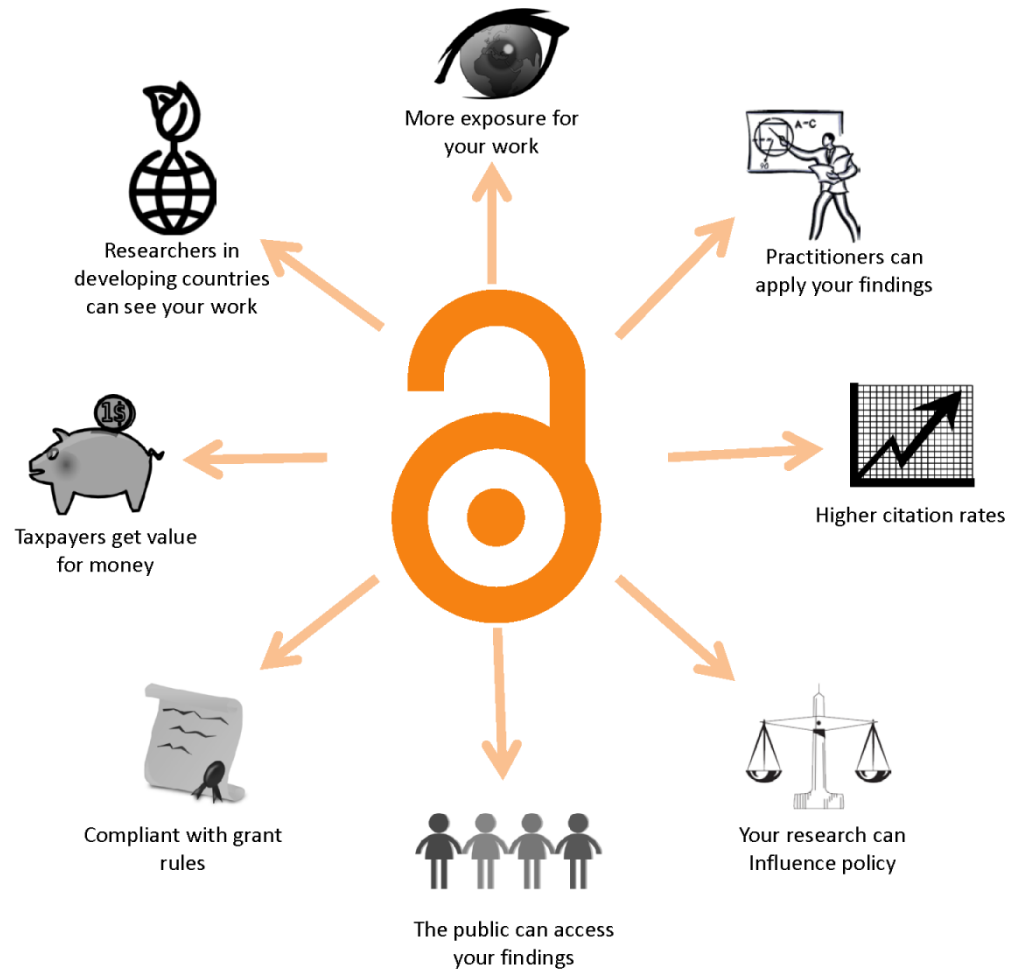 More exposure for
your work
A-C
90
Practitioners can
apply your findings
Researchers in
developing countries
can see your work
1$
Higher citation rates
Taxpayers get value
for money
Compliant with grant
rules
Your research can
Influence policy
The public can access
your findings